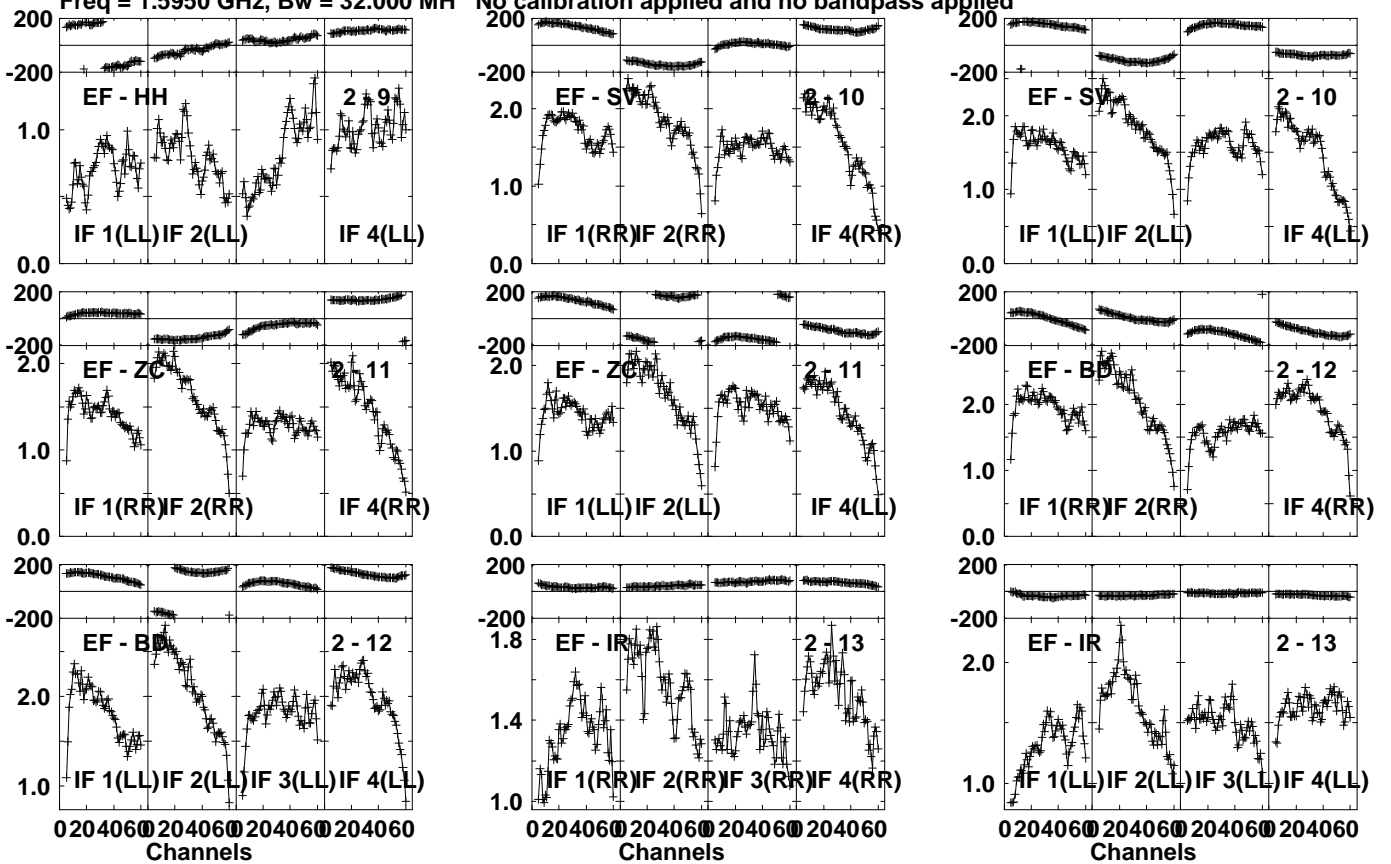 Freq = 1.5950 GHz, Bw = 32.000 MH No calibration applied and no bandpass applied
200 200 200
-200 -200 -200
EF - HH 2 - 9 EF - SV 2 - 10 EF - SV 2 - 10
1.0 2.0 1.0 2.0 1.0
IF 1(LL) IF 2(LL) IF 4(LL) IF 1(RR) IF 2(RR) IF 4(RR) IF 1(LL) IF 2(LL) IF 4(LL)
0.0 0.0 0.0
200 200 200
-200 -200 -200
EF - ZC 2 - 11 EF - ZC 2 - 11 EF - BD 2 - 12
2.0 1.0 2.0 1.0 2.0 1.0
IF 1(RR) IF 2(RR) IF 4(RR) IF 1(LL) IF 2(LL) IF 4(LL) IF 1(RR) IF 2(RR) IF 4(RR)
0.0 0.0 0.0
200 200 200
-200 -200 -200
EF - BD 2 - 12 EF - IR 2 - 13 EF - IR 2 - 13
2.0 1.0 1.8 1.4 1.0 2.0 1.0
IF 1(LL) IF 2(LL) IF 3(LL) IF 4(LL) IF 1(RR) IF 2(RR) IF 3(RR) IF 4(RR) IF 1(LL) IF 2(LL) IF 3(LL) IF 4(LL)
0 20 40 60 0 20 40 60 0 20 40 60 0 20 40 60 0 20 40 60 0 20 40 60 0 20 40 60 0 20 40 60 0 20 40 60 0 20 40 60 0 20 40 60 0 20 40 60
Channels Channels Channels